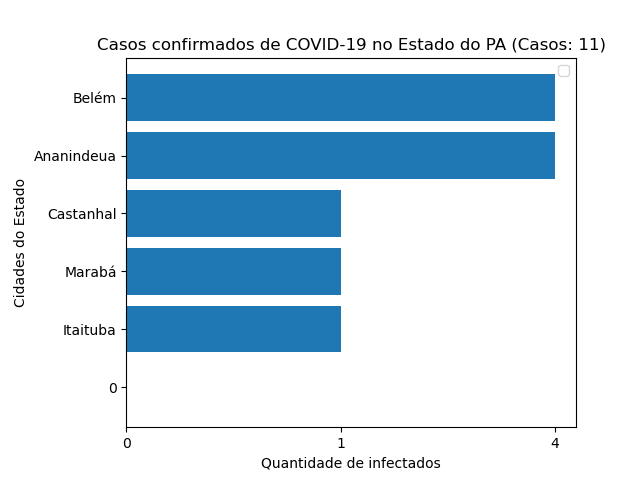 Casos confirmados de COVID-19 no Estado do PA (Casos: 11)
Cidades do Estado
Belém
Ananindeua
Castanhal
Marabá
Itaituba
0
0 1 4
Quantidade de infectados